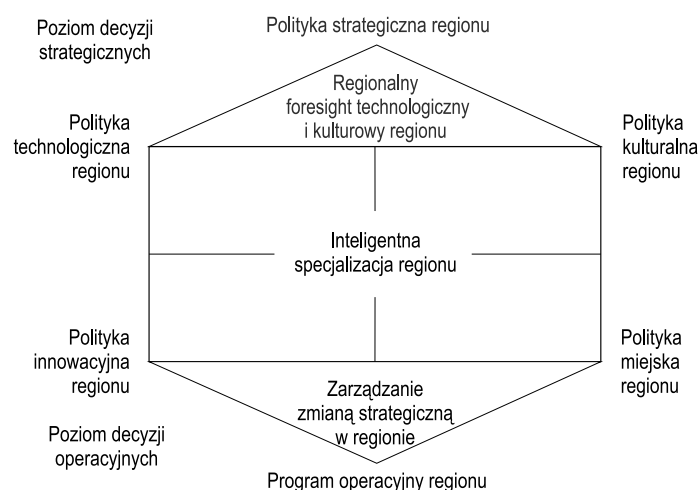 Poziom decyzji
strategicznych
Polityka strategiczna regionu
Regionalny
foresight technologiczny
i kulturowy regionu
Polityka
technologiczna
regionu
Polityka
kulturalna
regionu
Inteligentna
specjalizacja regionu
Polityka
innowacyjna
regionu
Polityka
miejska
regionu
Zarządzanie
zmianą strategiczną
w regionie
Poziom decyzji
operacyjnych
Program operacyjny regionu